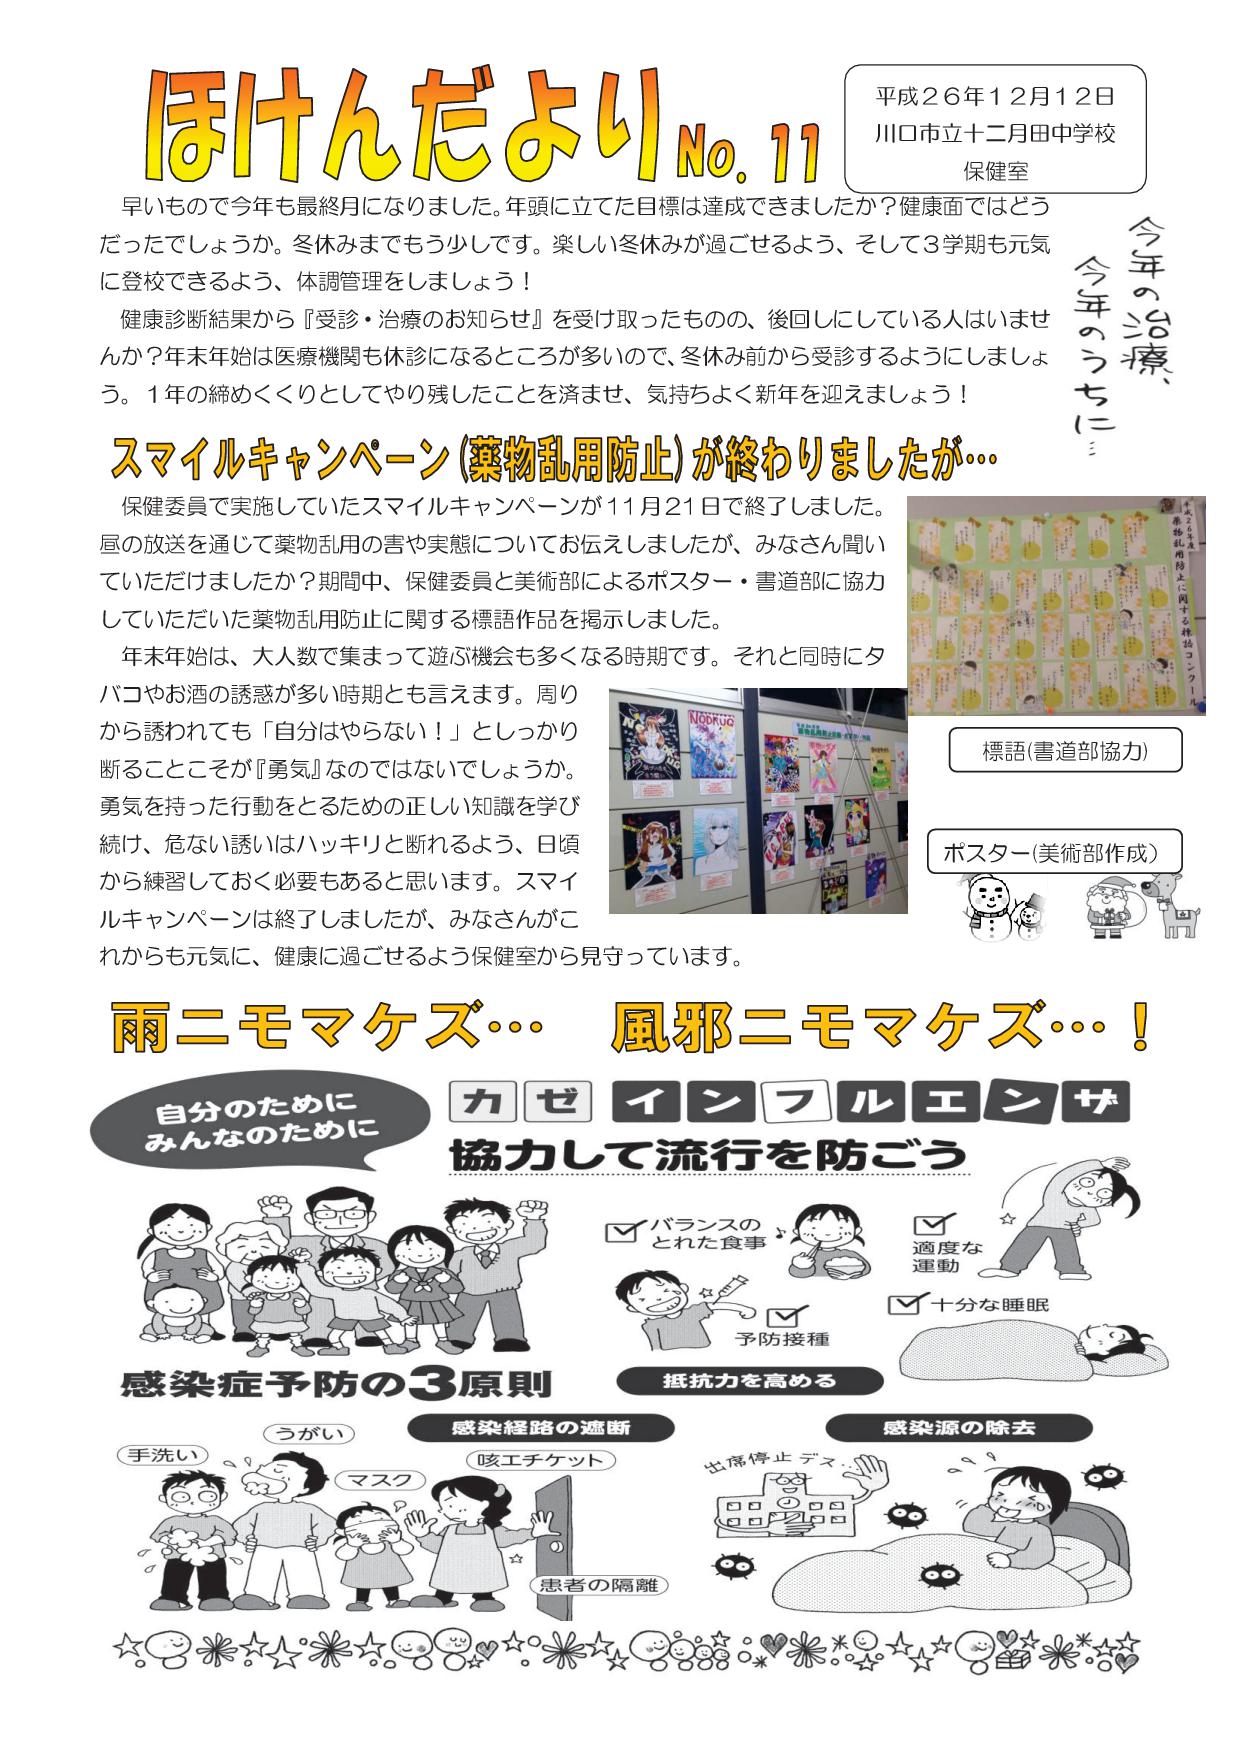 ほけんだより No. 11
平成２６年１２月１２日
川口市立十二月田中学校
保健室
早いもので今年も最終月になりました。年頭に立てた目標は達成できましたか？健康面ではどう
だったでしょうか。冬休みまでもう少しです。楽しい冬休みが過ごせるよう、そして３学期も元気
に登校できるよう、体調管理をしましょう！
健康診断結果から『受診・治療のお知らせ』を受け取ったものの、後回しにしている人はいませ
んか？年末年始は医療機関も休診になるところが多いので、冬休み前から受診するようにしましょ
う。１年の締めくくりとしてやり残したことを済ませ、気持ちよく新年を迎えましょう！
今年の治療、
今年のうちに…
スマイルキャンペーン(薬物乱用防止)が終わりましたが…
保健委員で実施していたスマイルキャンペーンが11月21日で終了しました。
昼の放送を通じて薬物乱用の害や実態についてお伝えしましたが、みなさん聞い
ていただけましたか？期間中、保健委員と美術部によるポスター・書道部に協力
していただいた薬物乱用防止に関する標語作品を掲示しました。
年末年始は、大人数で集まって遊ぶ機会も多くなる時期です。それと同時にタ
バコやお酒の誘惑が多い時期とも言えます。周り
から誘われても「自分はやらない！」としっかり
断ることこそが『勇気』なのではないでしょうか。
勇気を持った行動をとるための正しい知識を学び
続け、危ない誘いはハッキリと断れるよう、日頃
から練習しておく必要もあると思います。スマイ
ルキャンペーンは終了しましたが、みなさんがこ
れからも元気に、健康に過ごせるよう保健室から見守っています。
平成２６年度
薬物乱用防止に関する標語コンクール
NODRUG
標語(書道部協力)
ポスター(美術部作成)
雨ニモマケズ… 風邪ニモマケズ…！
自分のために
みんなのために
カゼ インフルエンザ
協力して流行を防ごう
バランスの
とれた食事
適度な
運動
予防接種
十分な睡眠
感染症予防の3原則
抵抗力を高める
感染経路の遮断
感染源の除去
手洗い
うがい
マスク
咳エチケット
患者の隔離
出席停止デス…